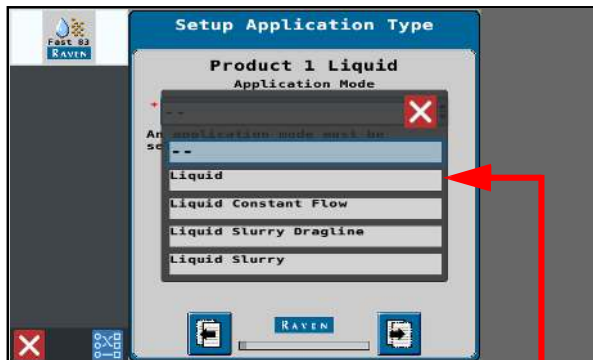 Setup Application Type
Fast 83
RAVEN
Product 1 Liquid
Application Mode
*
--
An application mode must be
se
--
Liquid
Liquid Constant Flow
Liquid Slurry Dragline
Liquid Slurry
RAVEN